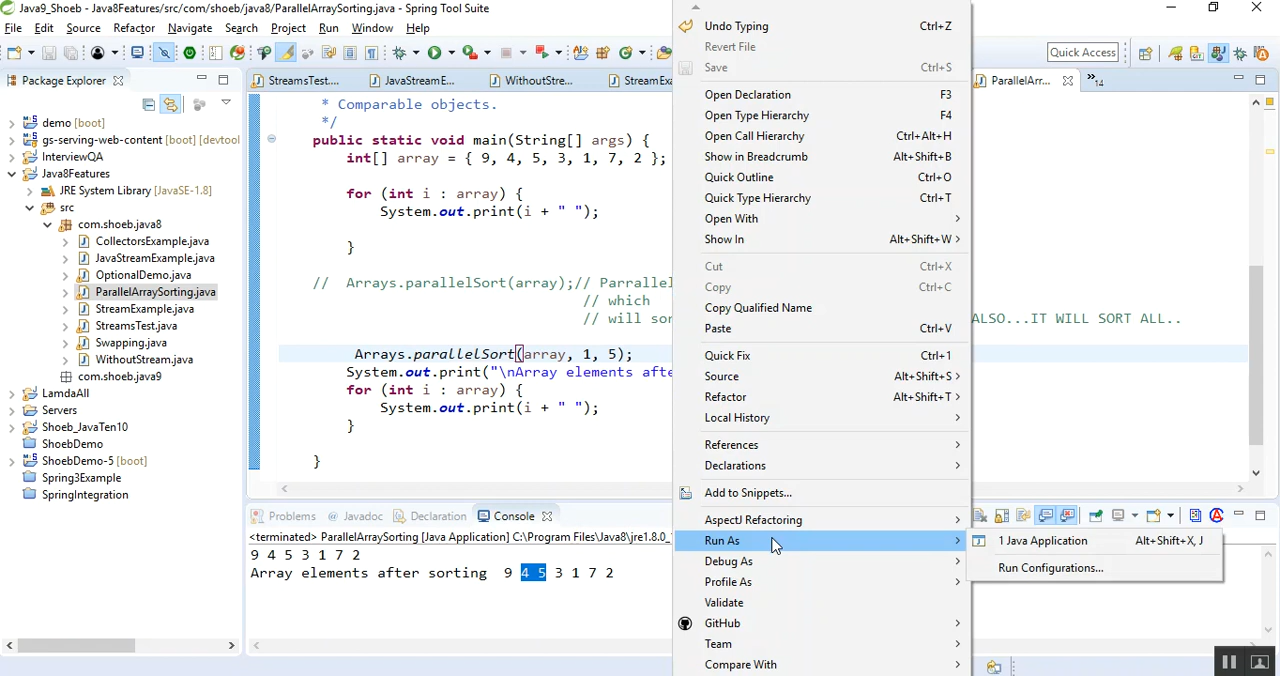 Java9_Shoeb - Java8Features/src/com/shoeb/java8/ParallelArraySorting.java - Spring Tool Suite
File Edit Source Refactor Navigate Search Project Run Window Help
Quick Access
Package Explorer
demo [boot]
gs-serving-web-content [boot] [devtool
InterviewQA
Java8Features
JRE System Library [JavaSE-1.8]
src
com.shoeb.java8
CollectorsExample.java
JavaStreamExample.java
OptionalDemo.java
ParallelArraySorting.java
StreamExample.java
StreamsTest.java
Swapping.java
WithoutStream.java
com.shoeb.java9
LamdaAll
Servers
Shoeb_JavaTen10
ShoebDemo
ShoebDemo-5 [boot]
Spring3Example
SpringIntegration
StreamsTest... JavaStreamE... WithoutStre... StreamExa ParallelArr... »14
* Comparable objects.
*/
public static void main(String[] args) {
int[] array = { 9, 4, 5, 3, 1, 7, 2 };
for (int i : array) {
System.out.print(i + " ");
}
// Arrays.parallelSort(array);// Parrallel
// which
// will sor ALSO...IT WILL SORT ALL..
Arrays.parallelSort(array, 1, 5);
System.out.print("\nArray elements afte
for (int i : array) {
System.out.print(i + " ");
}
}
Problems @ Javadoc Declaration Console
<terminated> ParallelArraySorting [Java Application] C:\Program Files\Java8\jre1.8.0_
9 4 5 3 1 7 2
Array elements after sorting 9 4 5 3 1 7 2
Undo Typing Ctrl+Z
Revert File
Save Ctrl+S
Open Declaration F3
Open Type Hierarchy F4
Open Call Hierarchy Ctrl+Alt+H
Show in Breadcrumb Alt+Shift+B
Quick Outline Ctrl+O
Quick Type Hierarchy Ctrl+T
Open With
Show In Alt+Shift+W
Cut Ctrl+X
Copy Ctrl+C
Copy Qualified Name
Paste Ctrl+V
Quick Fix Ctrl+1
Source Alt+Shift+S
Refactor Alt+Shift+T
Local History
References
Declarations
Add to Snippets...
AspectJ Refactoring
Run As
Debug As
Profile As
Validate
GitHub
Team
Compare With
1 Java Application Alt+Shift+X, J
Run Configurations...